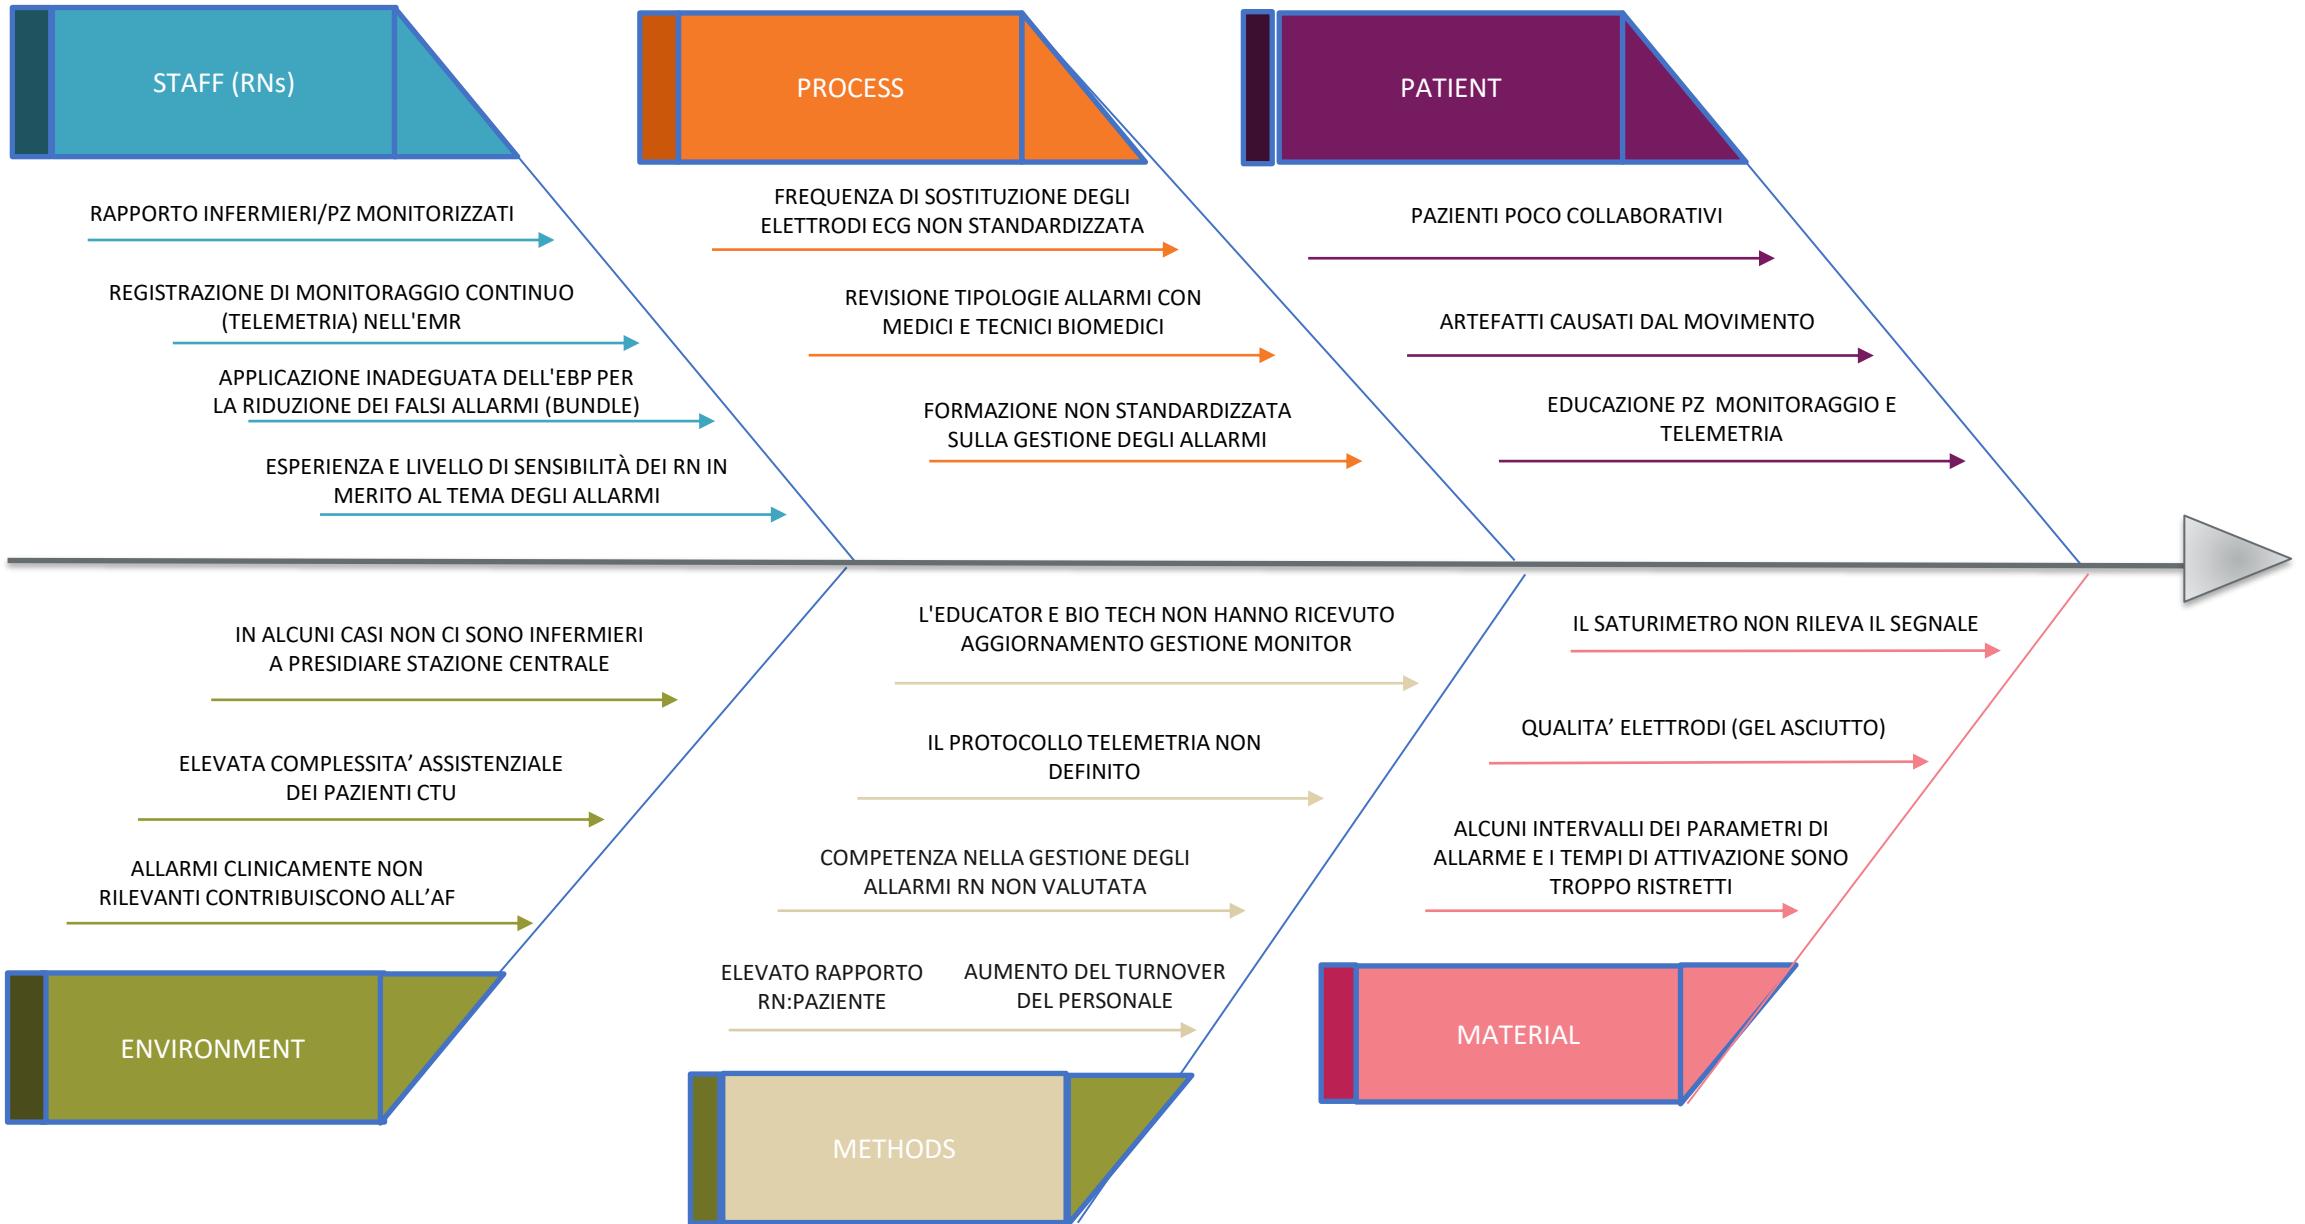 STAFF (RNs)
RAPPORTO INFERMIERI/PZ MONITORIZZATI
REGISTRAZIONE DI MONITORAGGIO CONTINUO
(TELEMETRIA) NELL'EMR
APPLICAZIONE INADEGUATA DELL'EBP PER
LA RIDUZIONE DEI FALSI ALLARMI (BUNDLE)
ESPERIENZA E LIVELLO DI SENSIBILITÀ DEI RN IN
MERITO AL TEMA DEGLI ALLARMI
PROCESS
FREQUENZA DI SOSTITUZIONE DEGLI
ELETTRODI ECG NON STANDARDIZZATA
REVISIONE TIPOLOGIE ALLARMI CON
MEDICI E TECNICI BIOMEDICI
FORMAZIONE NON STANDARDIZZATA
SULLA GESTIONE DEGLI ALLARMI
PATIENT
PAZIENTI POCO COLLABORATIVI
ARTEFATTI CAUSATI DAL MOVIMENTO
EDUCAZIONE PZ  MONITORAGGIO E
TELEMETRIA
IN ALCUNI CASI NON CI SONO INFERMIERI
A PRESIDIARE STAZIONE CENTRALE
ELEVATA COMPLESSITA’ ASSISTENZIALE
DEI PAZIENTI CTU
ALLARMI CLINICAMENTE NON
RILEVANTI CONTRIBUISCONO ALL’AF
ENVIRONMENT
L'EDUCATOR E BIO TECH NON HANNO RICEVUTO
AGGIORNAMENTO GESTIONE MONITOR
IL PROTOCOLLO TELEMETRIA NON
DEFINITO
COMPETENZA NELLA GESTIONE DEGLI
ALLARMI RN NON VALUTATA
ELEVATO RAPPORTO
RN:PAZIENTE
AUMENTO DEL TURNOVER
DEL PERSONALE
METHODS
IL SATURIMETRO NON RILEVA IL SEGNALE
QUALITA’ ELETTRODI (GEL ASCIUTTO)
ALCUNI INTERVALLI DEI PARAMETRI DI
ALLARME E I TEMPI DI ATTIVAZIONE SONO
TROPPO RISTRETTI
MATERIAL